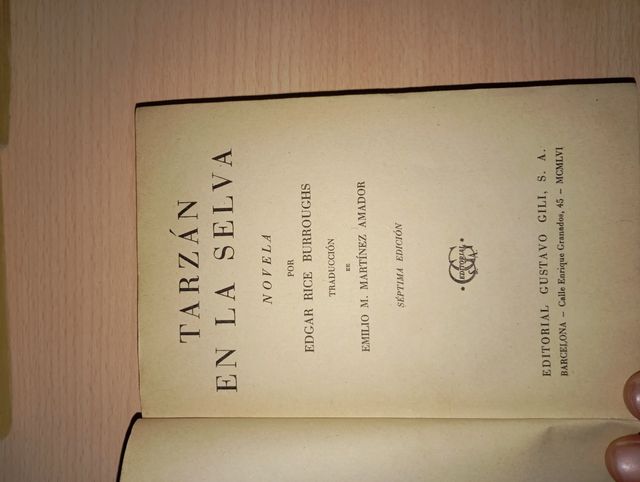 TARZÁN
EN LA SELVA
NOVELA
POR
EDGAR RICE BURROUGHS
TRADUCCIÓN
DE
EMILIO M. MARTÍNEZ AMADOR
SÉPTIMA EDICIÓN
EDITORIAL
EDITORIAL GUSTAVO GILI, S. A.
BARCELONA – Calle Enrique Granados, 45 – MCMLVI